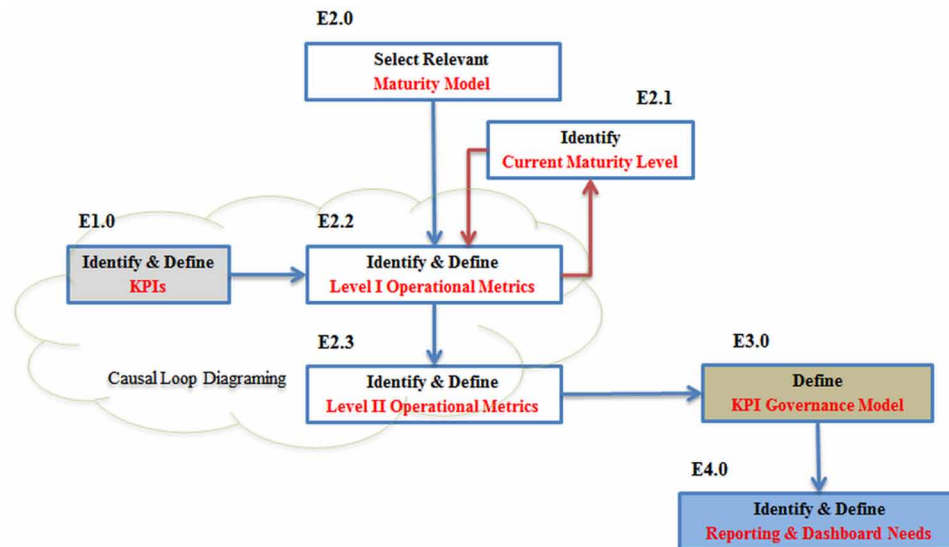 E2.0
Select Relevant
Maturity Model
E2.1
Identify
Current Maturity Level
E1.0
Identify & Define
KPIs
E2.2
Identify & Define
Level I Operational Metrics
E2.3
Identify & Define
Level II Operational Metrics
Causal Loop Diagraming
E3.0
Define
KPI Governance Model
E4.0
Identify & Define
Reporting & Dashboard Needs